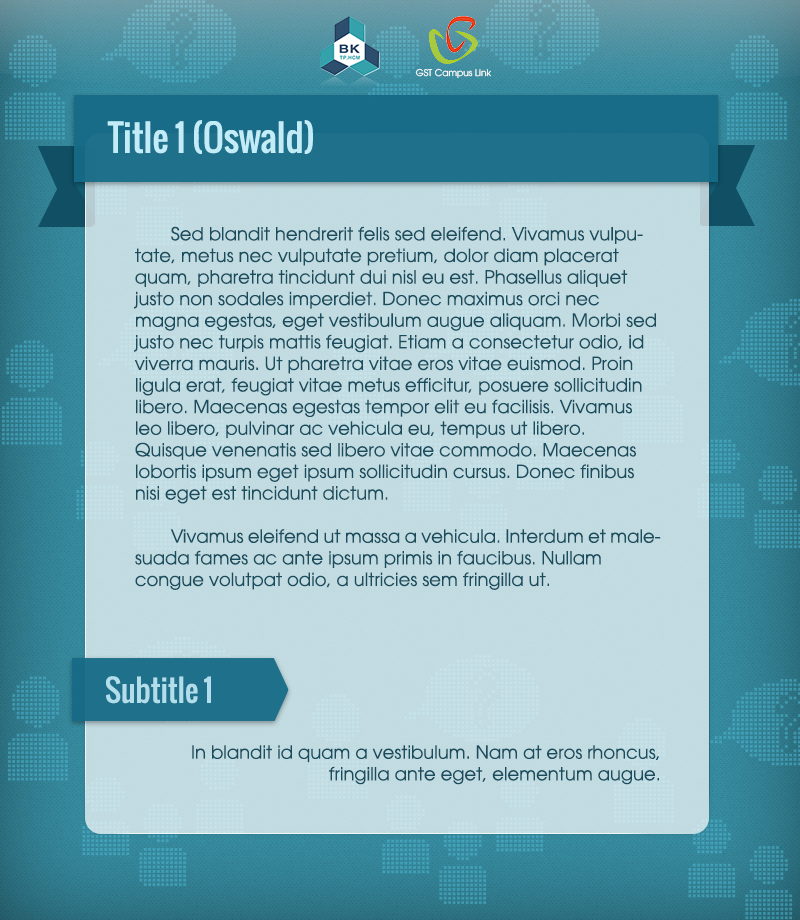 BK
TP.HCM
GST Campus Link
Title 1 (Oswald)
Sed blandit hendrerit felis sed eleifend. Vivamus vulpu-
tate, metus nec vulputate pretium, dolor diam placerat
quam, pharetra tincidunt dui nisl eu est. Phasellus aliquet
justo non sodales imperdiet. Donec maximus orci nec
magna egestas, eget vestibulum augue aliquam. Morbi sed
justo nec turpis mattis feugiat. Etiam a consectetur odio, id
viverra mauris. Ut pharetra vitae eros vitae euismod. Proin
ligula erat, feugiat vitae metus efficitur, posuere sollicitudin
libero. Maecenas egestas tempor elit eu facilisis. Vivamus
leo libero, pulvinar ac vehicula eu, tempus ut libero.
Quisque venenatis sed libero vitae commodo. Maecenas
lobortis ipsum eget ipsum sollicitudin cursus. Donec finibus
nisi eget est tincidunt dictum.
Vivamus eleifend ut massa a vehicula. Interdum et male-
suada fames ac ante ipsum primis in faucibus. Nullam
congue volutpat odio, a ultricies sem fringilla ut.
Subtitle 1
In blandit id quam a vestibulum. Nam at eros rhoncus,
fringilla ante eget, elementum augue.